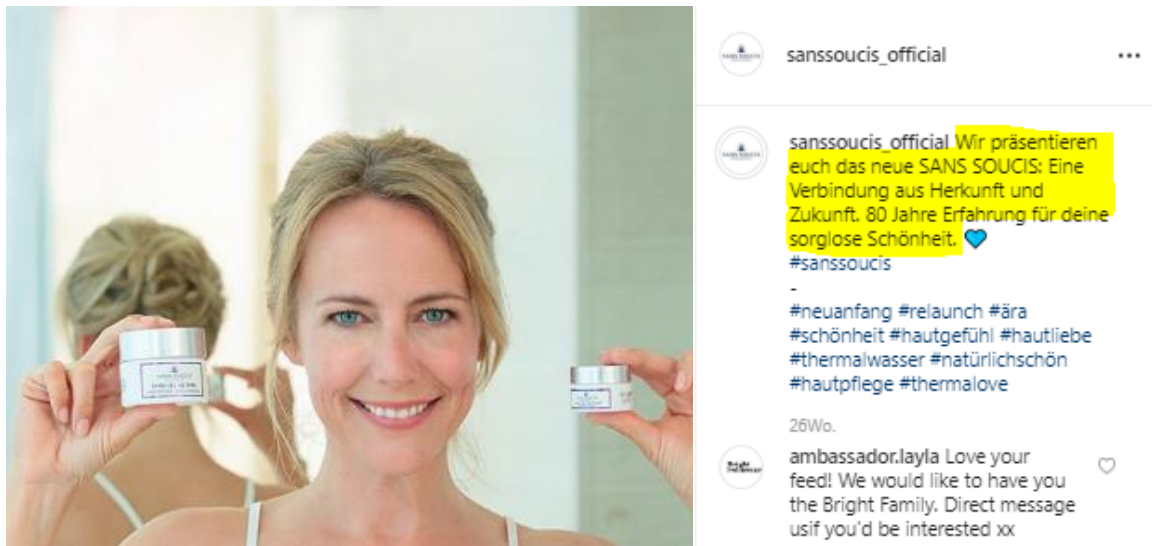 SANS SOUCIS
sanssoucis_official
sanssoucis_official Wir präsentieren
euch das neue SANS SOUCIS: Eine
Verbindung aus Herkunft und
Zukunft. 80 Jahre Erfahrung für deine
sorglose Schönheit. 💙
#sanssoucis
-
#neuanfang #relaunch #ära
#schönheit #hautgefühl #hautliebe
#thermalwasser #natürlichschön
#hautpflege #thermalove
26Wo.
ambassador.layla Love your
feed! We would like to have you
the Bright Family. Direct message
usif you'd be interested xx